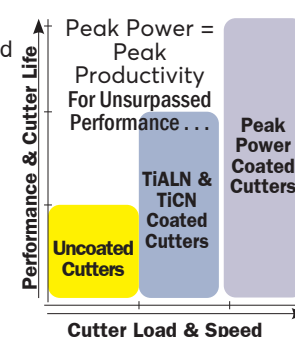 d
Peak Power =
Peak
Productivity
For Unsurpassed
Performance . . .
Performance & Cutter Life
Uncoated
Cutters
TiALN &
TiCN
Coated
Cutters
Peak
Power
Coated
Cutters
Cutter Load & Speed